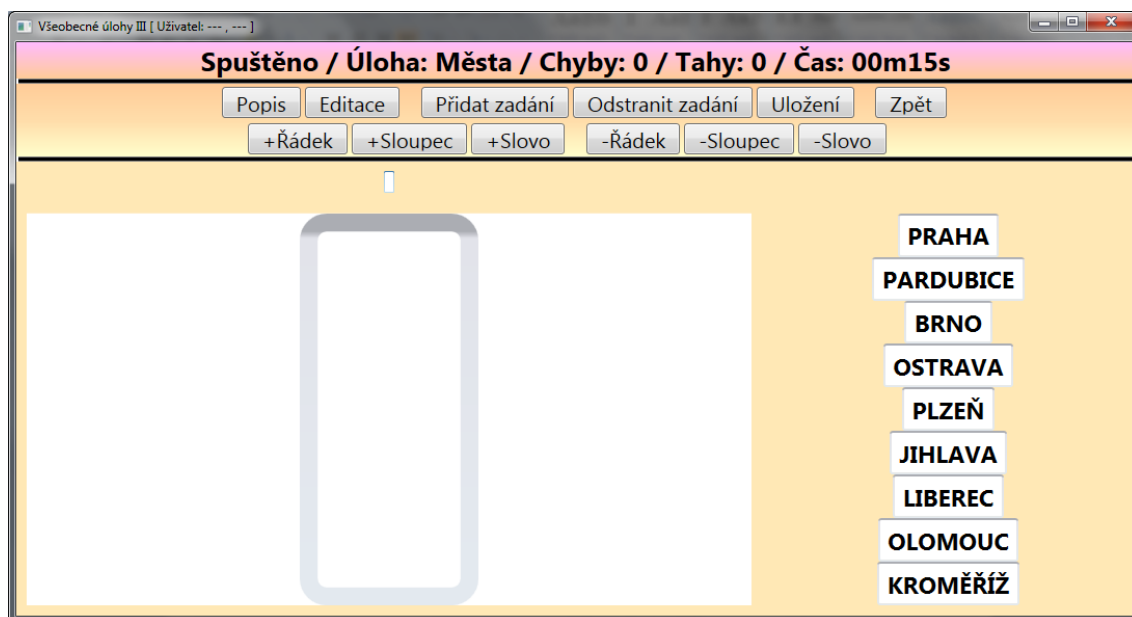 Všeobecné úlohy III [ Uživatel: --- , --- ]
Spuštěno / Úloha: Města / Chyby: 0 / Tahy: 0 / Čas: 00m15s
Popis Editace Přidat zadání Odstranit zadání Uložení Zpět
+Řádek +Sloupec +Slovo -Řádek -Sloupec -Slovo
PRAHA
PARDUBICE
BRNO
OSTRAVA
PLZEŇ
JIHLAVA
LIBEREC
OLOMOUC
KROMĚŘÍŽ